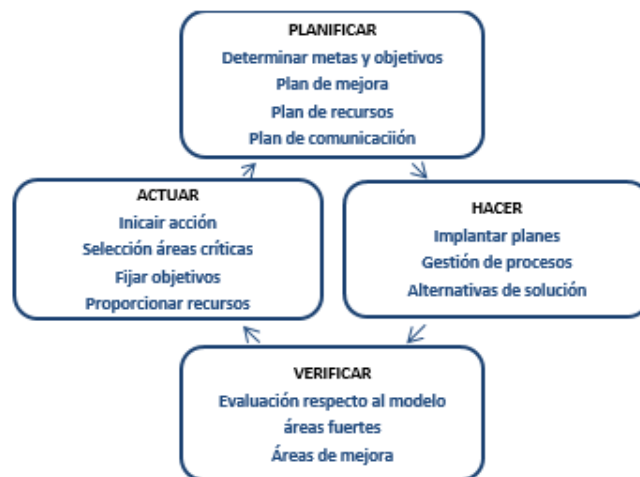 PLANIFICAR
Determinar metas y objetivos
Plan de mejora
Plan de recursos
Plan de comunicaciión
ACTUAR
Inicair acción
Selección áreas críticas
Fijar objetivos
Proporcionar recursos
HACER
Implantar planes
Gestión de procesos
Alternativas de solución
VERIFICAR
Evaluación respecto al modelo
áreas fuertes
Áreas de mejora